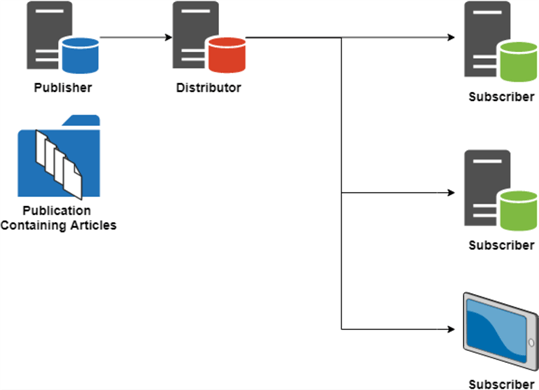 Publisher
Distributor
Subscriber
Publication
Containing Articles
Subscriber
Subscriber